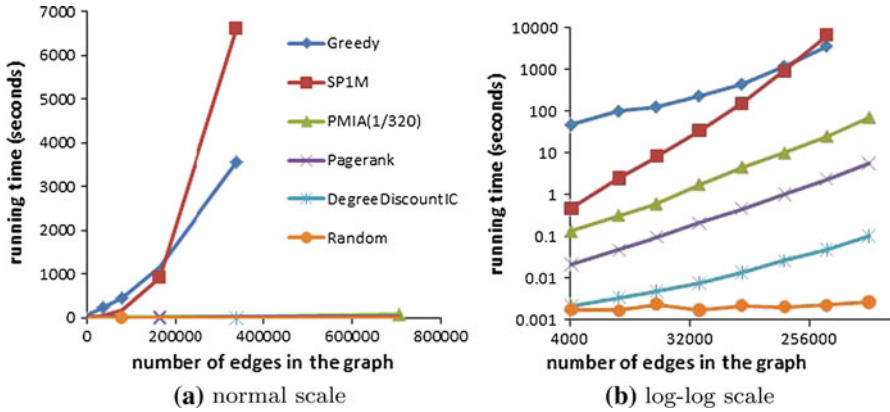 7000
6000
5000
4000
3000
2000
1000
0
running time (seconds)
Greedy
SP1M
PMIA(1/320)
Pagerank
DegreeDiscountIC
Random
0
200000
400000
600000
800000
number of edges in the graph
(a) normal scale
10000
1000
100
10
1
0.1
0.01
0.001
running time (seconds)
4000
32000
256000
number of edges in the graph
(b) log-log scale